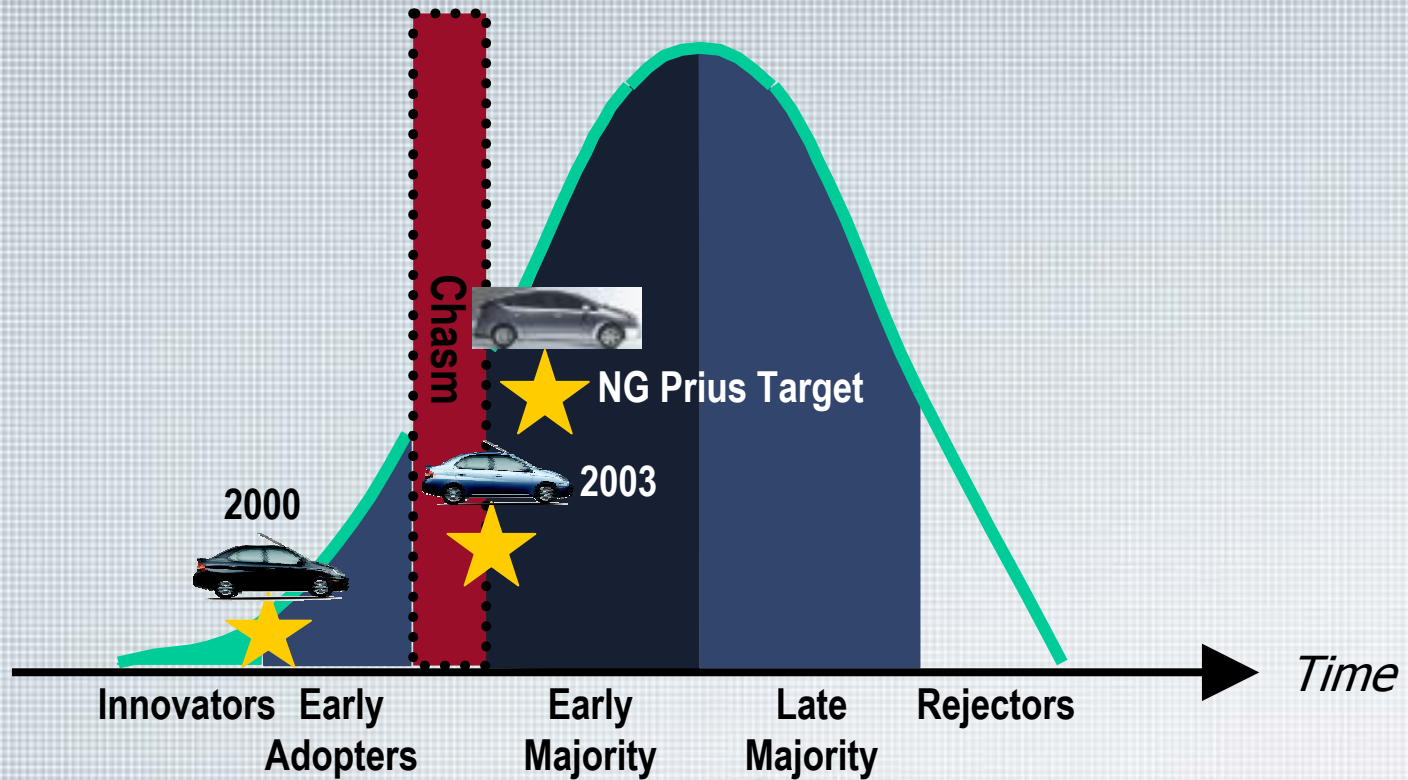 Chasm
NG Prius Target
2003
2000
Time
Innovators
Early
Adopters
Early
Majority
Late
Majority
Rejectors